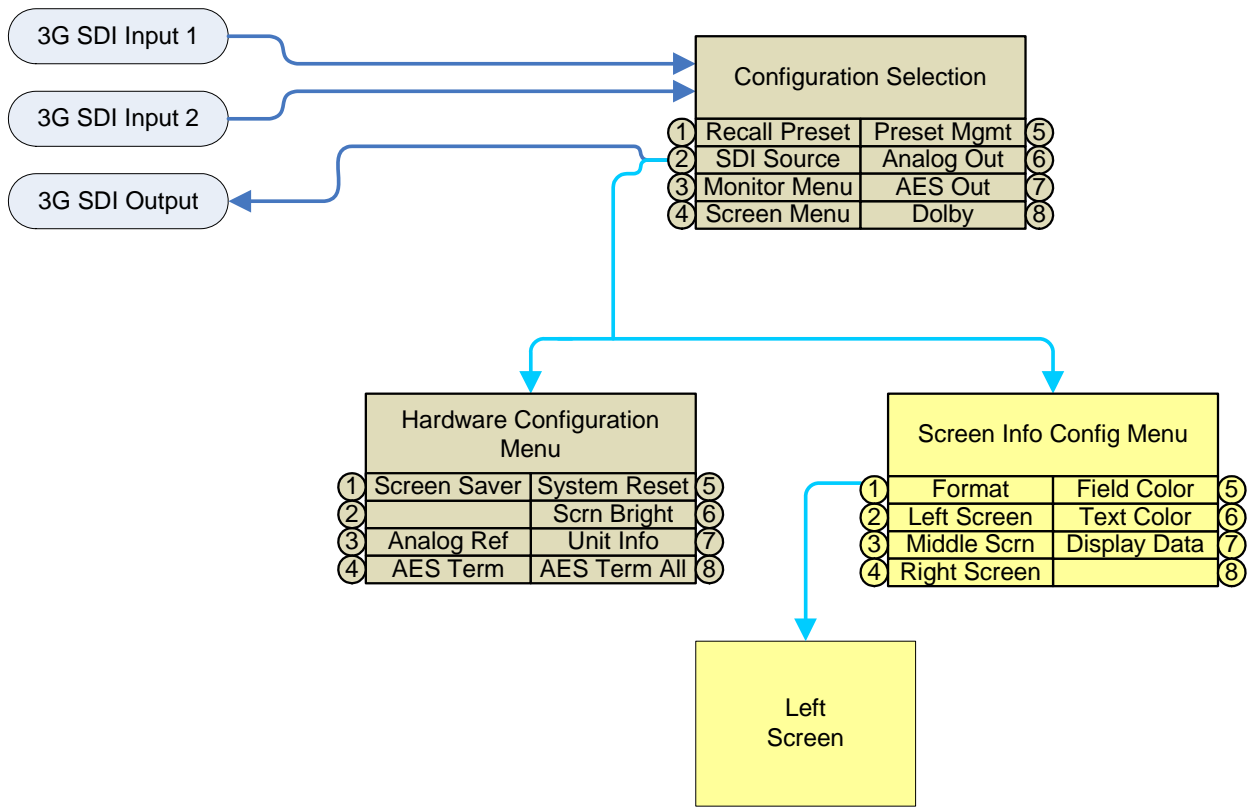 3G SDI Input 1
3G SDI Input 2
3G SDI Output
Configuration Selection
1 Recall Preset Preset Mgmt 5
2 SDI Source Analog Out 6
3 Monitor Menu AES Out 7
4 Screen Menu Dolby 8
Hardware Configuration
Menu
1 Screen Saver System Reset 5
2 Scrn Bright 6
3 Analog Ref Unit Info 7
4 AES Term AES Term All 8
Screen Info Config Menu
1 Format Field Color 5
2 Left Screen Text Color 6
3 Middle Scrn Display Data 7
4 Right Screen 8
Left
Screen